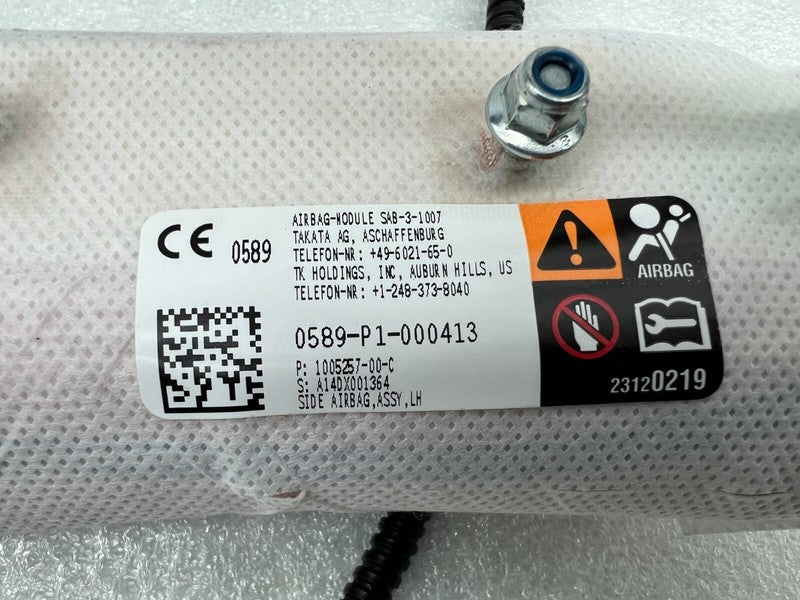 CE 0589
AIRBAG-MODULE SAB-3-1007
TAKATA AG, ASCHAFFENBURG
TELEFON-NR: +49-6021-65-0
TK HOLDINGS, INC, AUBURN HILLS, US
TELEFON-NR: +1-248-373-8040
0589-P1-000413
P: 1005257-00-C
S: A14DX001364
SIDE AIRBAG,ASSY,LH
AIRBAG
23120219